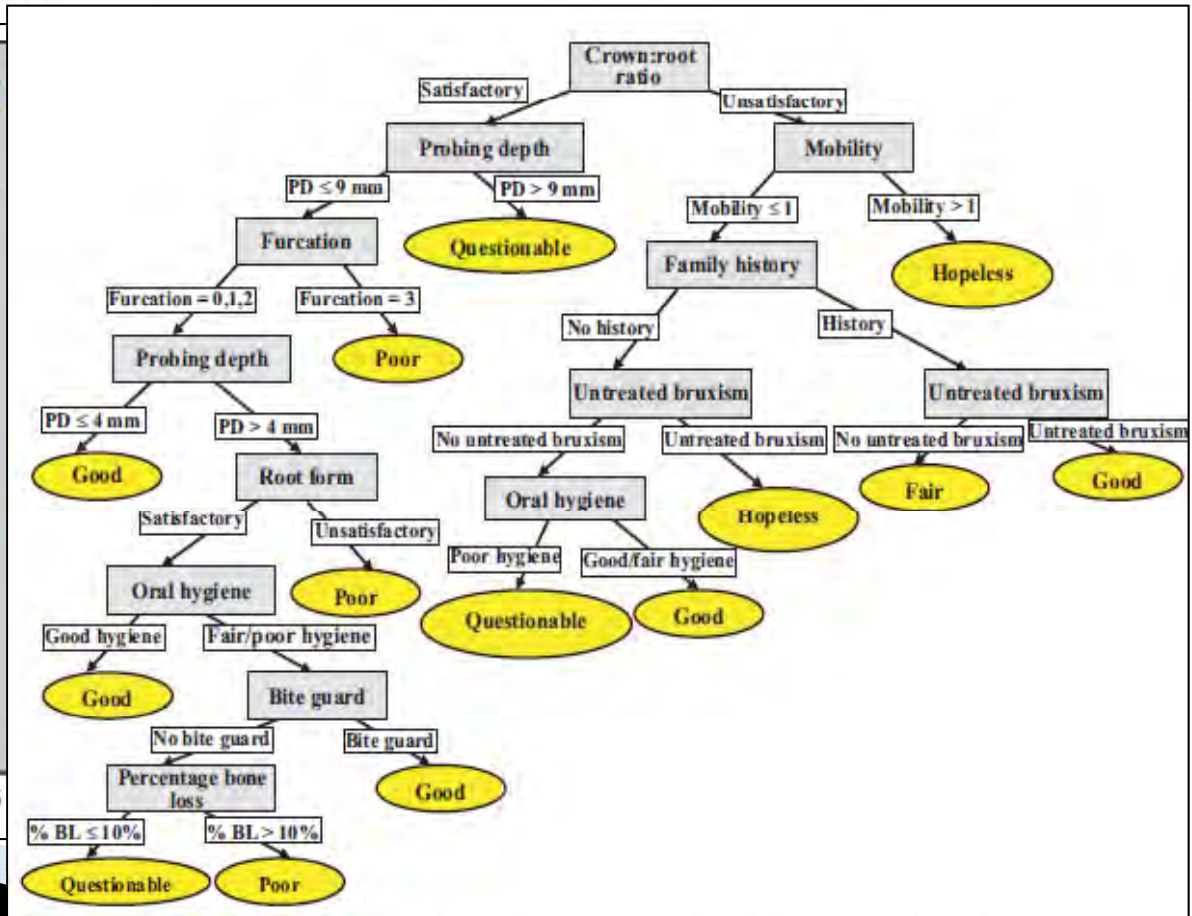 Crown:root
ratio
Satisfactory
Unsatisfactory
Probing depth
Mobility
PD ≤ 9 mm
PD > 9 mm
Mobility ≤ 1
Mobility > 1
Furcation
Questionable
Family history
Hopeless
Furcation = 0,1,2
Furcation = 3
No history
History
Probing depth
Poor
Untreated bruxism
Untreated bruxism
PD ≤ 4 mm
PD > 4 mm
No untreated bruxism
Untreated bruxism
No untreated bruxism
Untreated bruxism
Good
Root form
Oral hygiene
Hopeless
Fair
Good
Satisfactory
Unsatisfactory
Poor hygiene
Good/fair hygiene
Oral hygiene
Poor
Questionable
Good
Good hygiene
Fair/poor hygiene
Good
Bite guard
No bite guard
Bite guard
Percentage bone
loss
Good
% BL ≤ 10%
% BL > 10%
Questionable
Poor